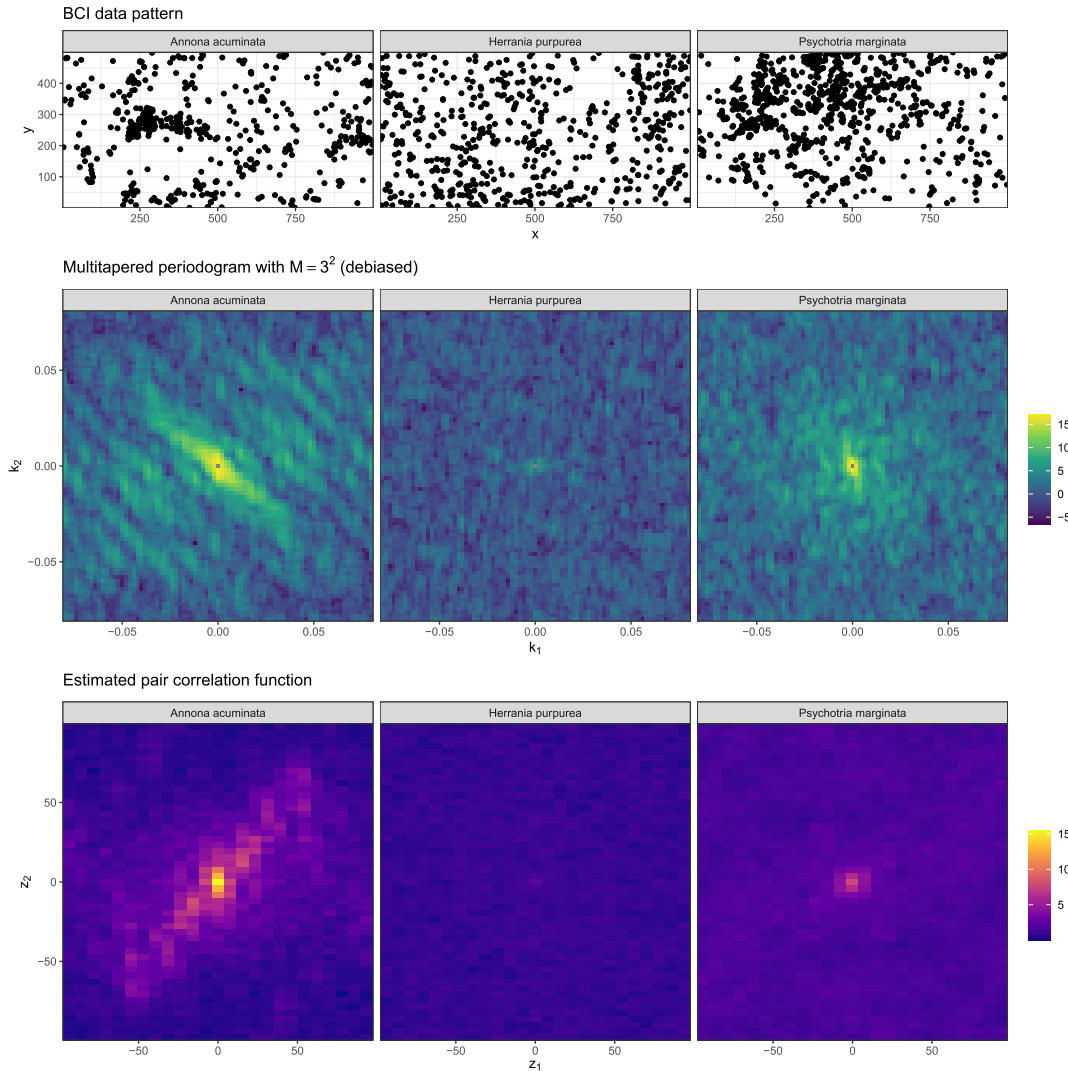 BCI data pattern
Annona acuminata Herrania purpurea Psychotria marginata
400
300
200
100
y
250 500 750 250 500 750 250 500 750
x
Multitapered periodogram with M = 3² (debiased)
Annona acuminata Herrania purpurea Psychotria marginata
0.05
0.00
−0.05
k₂
−0.05 0.00 0.05 −0.05 0.00 0.05 −0.05 0.00 0.05
k₁
15
10
5
0
−5
Estimated pair correlation function
Annona acuminata Herrania purpurea Psychotria marginata
50
0
−50
z₂
−50 0 50 −50 0 50 −50 0 50
z₁
15
10
5